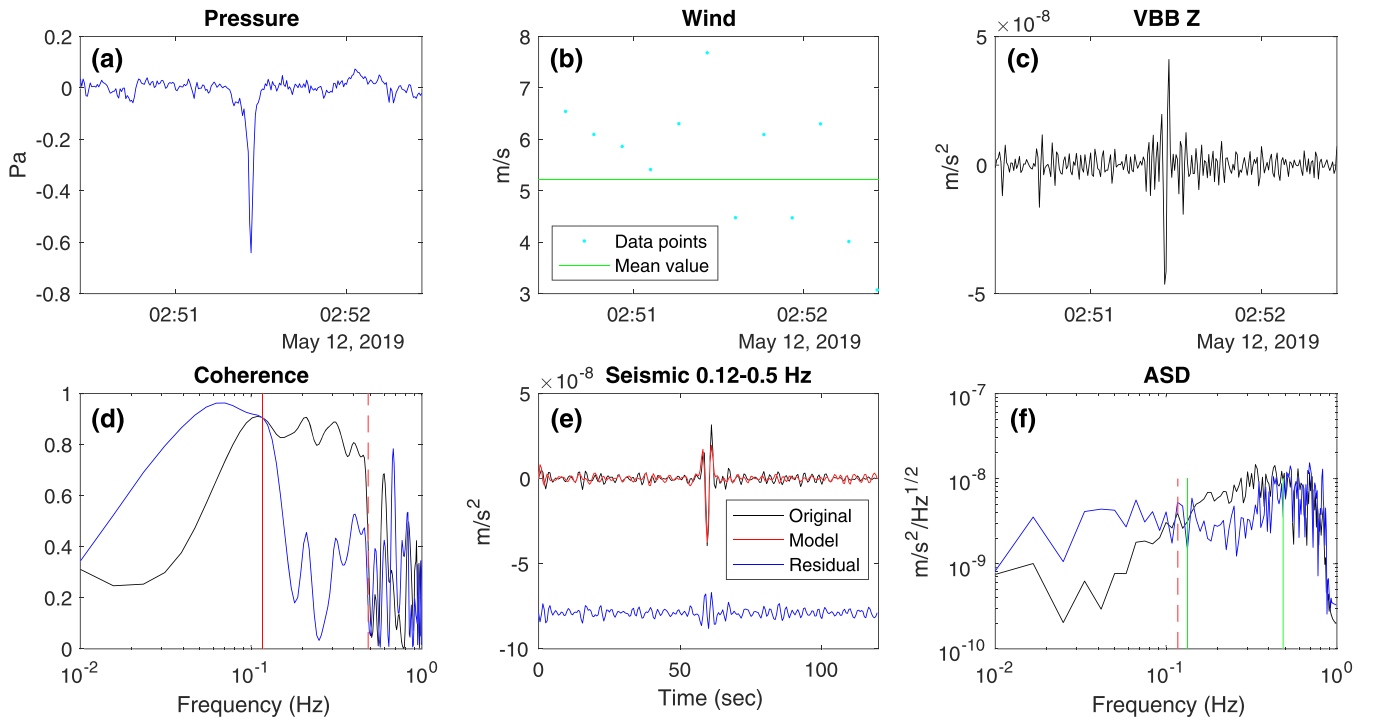 Pressure
(a)
0.2
0
-0.2
-0.4
-0.6
-0.8
Pa
02:51
02:52
May 12, 2019
Wind
(b)
8
7
6
5
4
3
m/s
Data points
Mean value
02:51
02:52
May 12, 2019
VBB Z
×10-8
(c)
5
0
-5
m/s2
02:51
02:52
May 12, 2019
Coherence
(d)
1
0.8
0.6
0.4
0.2
0
10-2
10-1
100
Frequency (Hz)
Seismic 0.12-0.5 Hz
×10-8
(e)
5
0
-5
-10
m/s2
Original
Model
Residual
0
50
100
Time (sec)
ASD
(f)
10-7
10-8
10-9
10-10
m/s2/Hz1/2
10-2
10-1
100
Frequency (Hz)